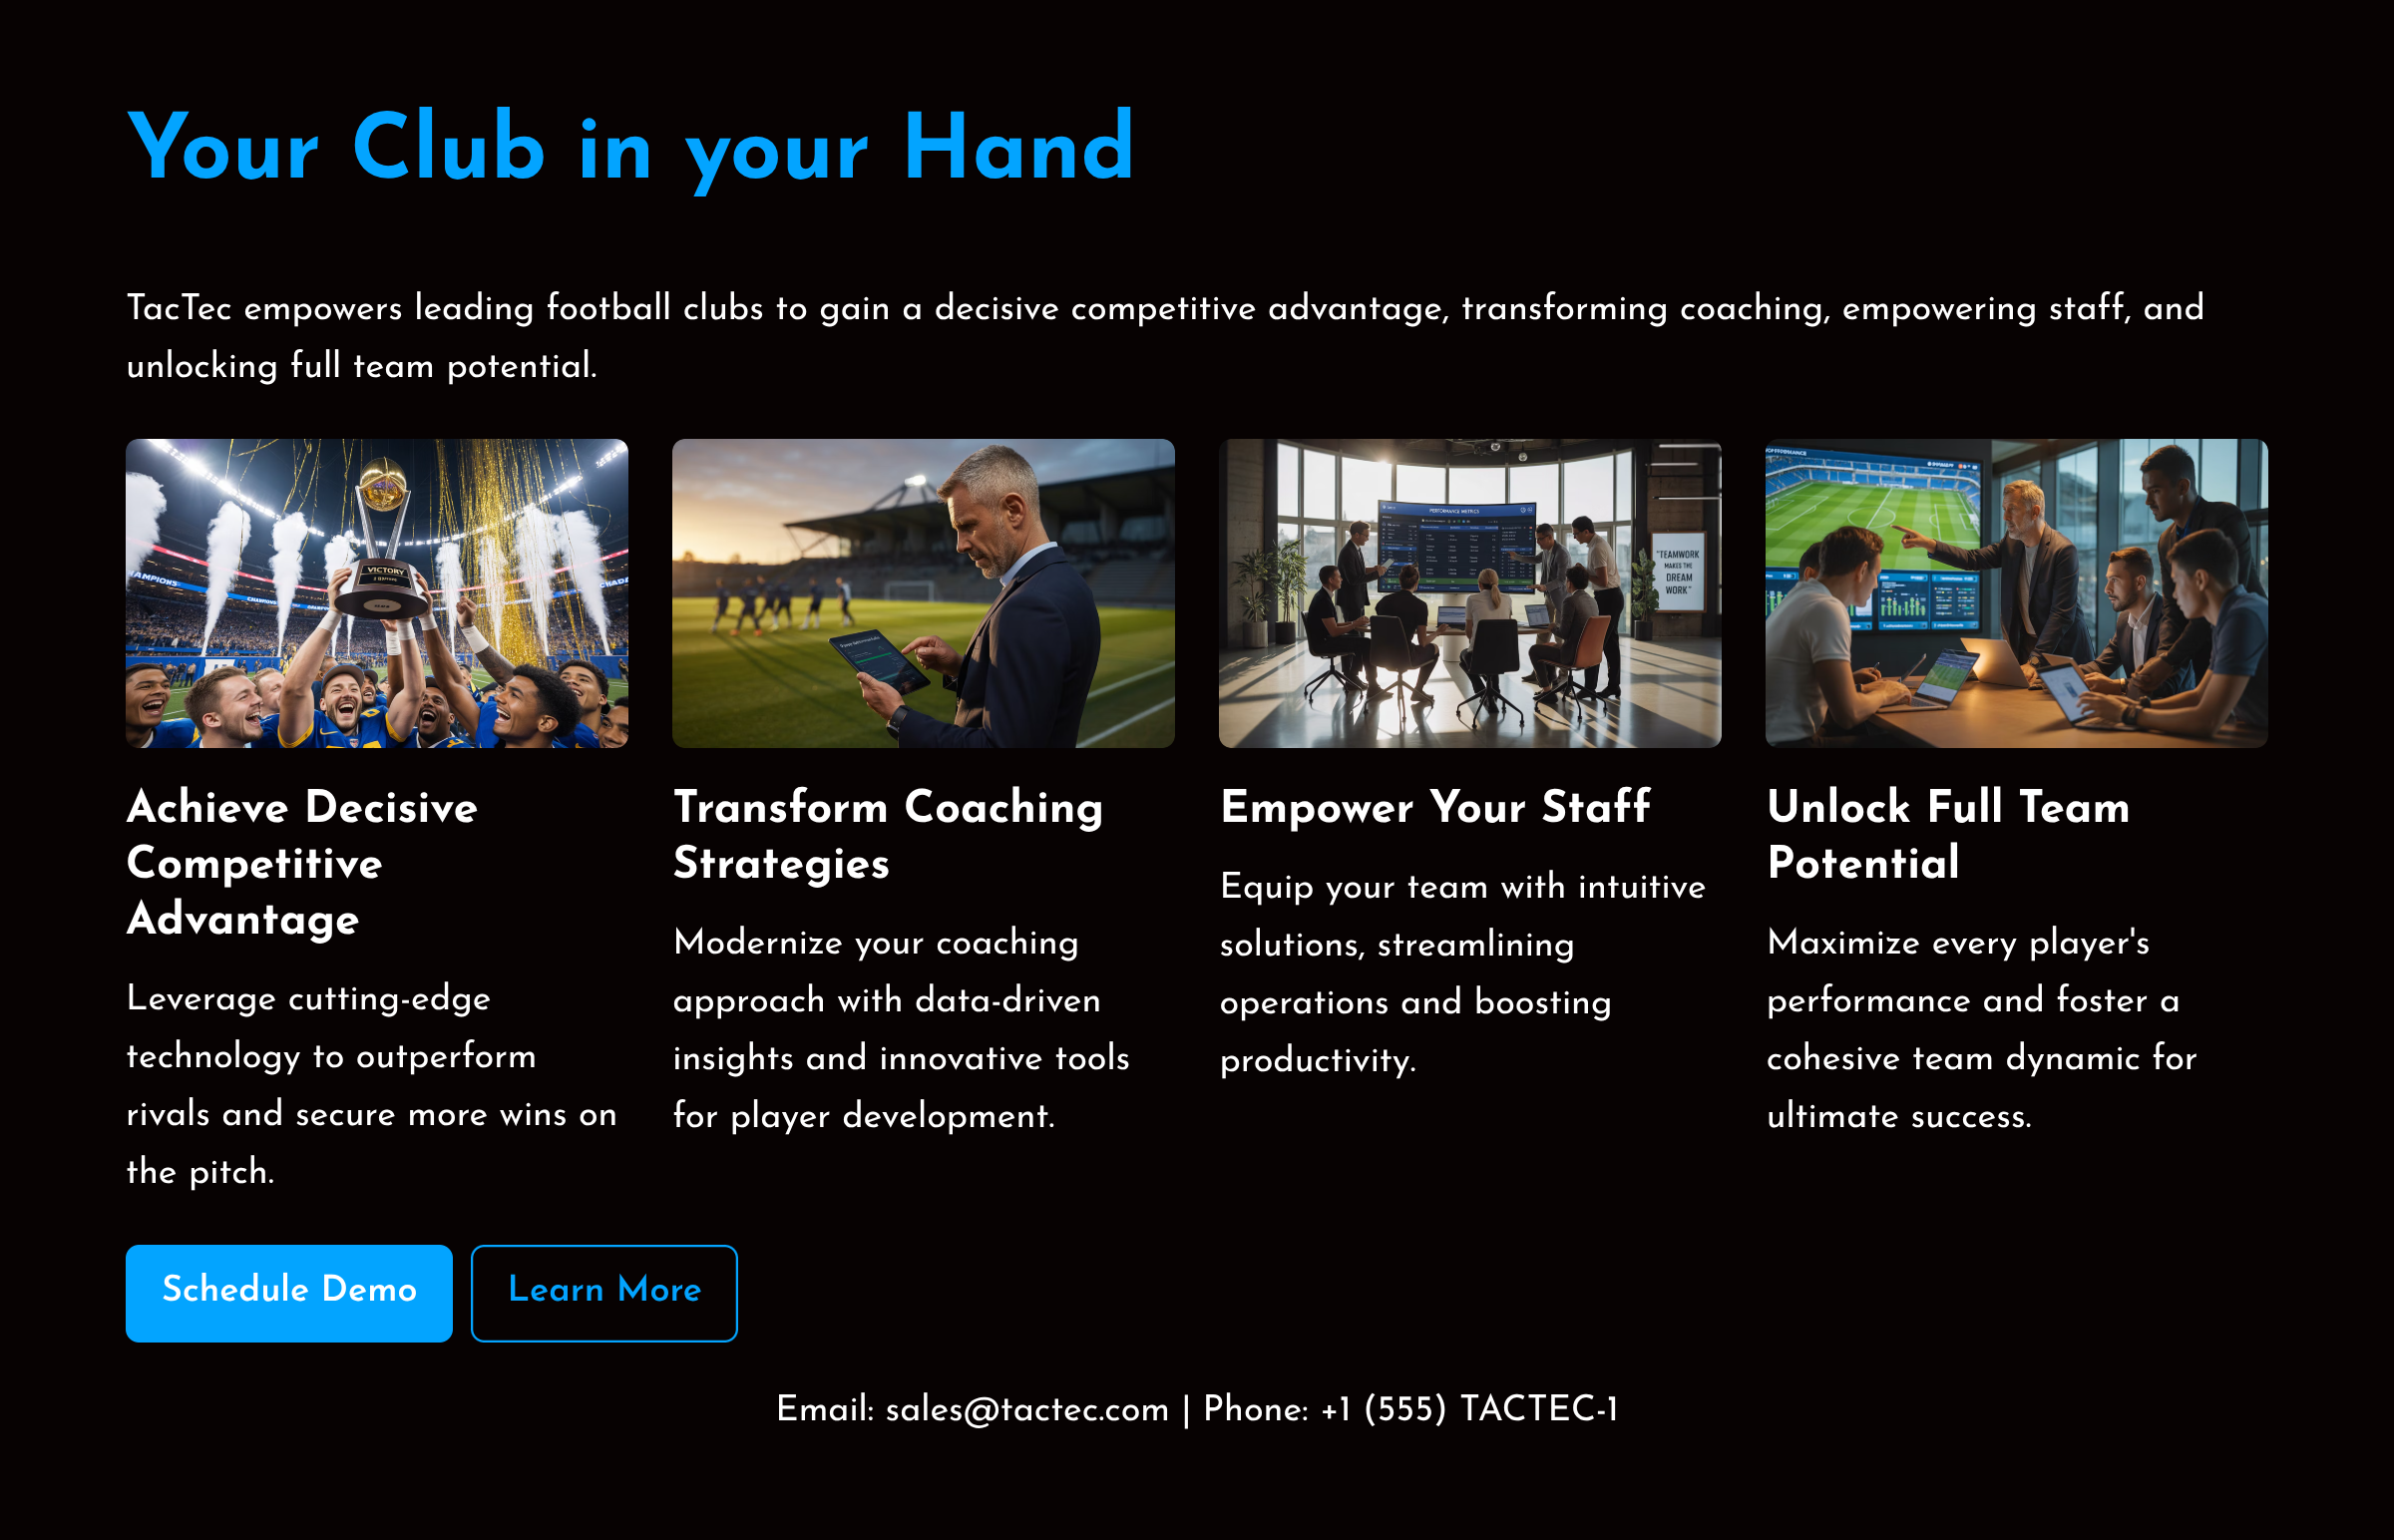 Your Club in your Hand
TacTec empowers leading football clubs to gain a decisive competitive advantage, transforming coaching, empowering staff, and
unlocking full team potential.
VICTORY
PERFORMANCE METRICS
"TEAMWORK
MAKES THE
DREAM
WORK"
Achieve Decisive
Competitive
Advantage
Leverage cutting-edge
technology to outperform
rivals and secure more wins on
the pitch.
Transform Coaching
Strategies
Modernize your coaching
approach with data-driven
insights and innovative tools
for player development.
Empower Your Staff
Equip your team with intuitive
solutions, streamlining
operations and boosting
productivity.
Unlock Full Team
Potential
Maximize every player's
performance and foster a
cohesive team dynamic for
ultimate success.
Schedule Demo
Learn More
Email: sales@tactec.com | Phone: +1 (555) TACTEC-1